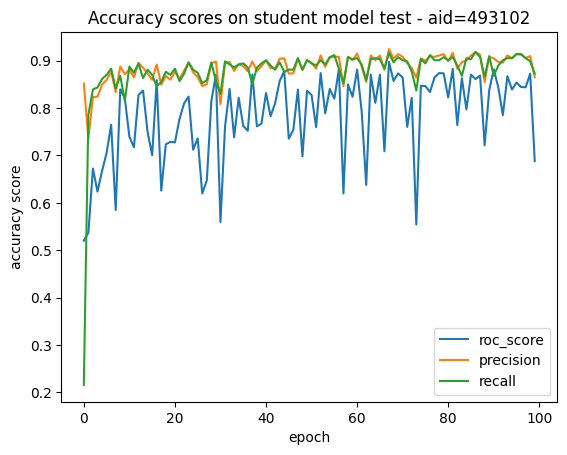 Accuracy scores on student model test - aid=493102
accuracy score
0.9
0.8
0.7
0.6
0.5
0.4
0.3
0.2
roc_score
precision
recall
0 20 40 60 80 100
epoch